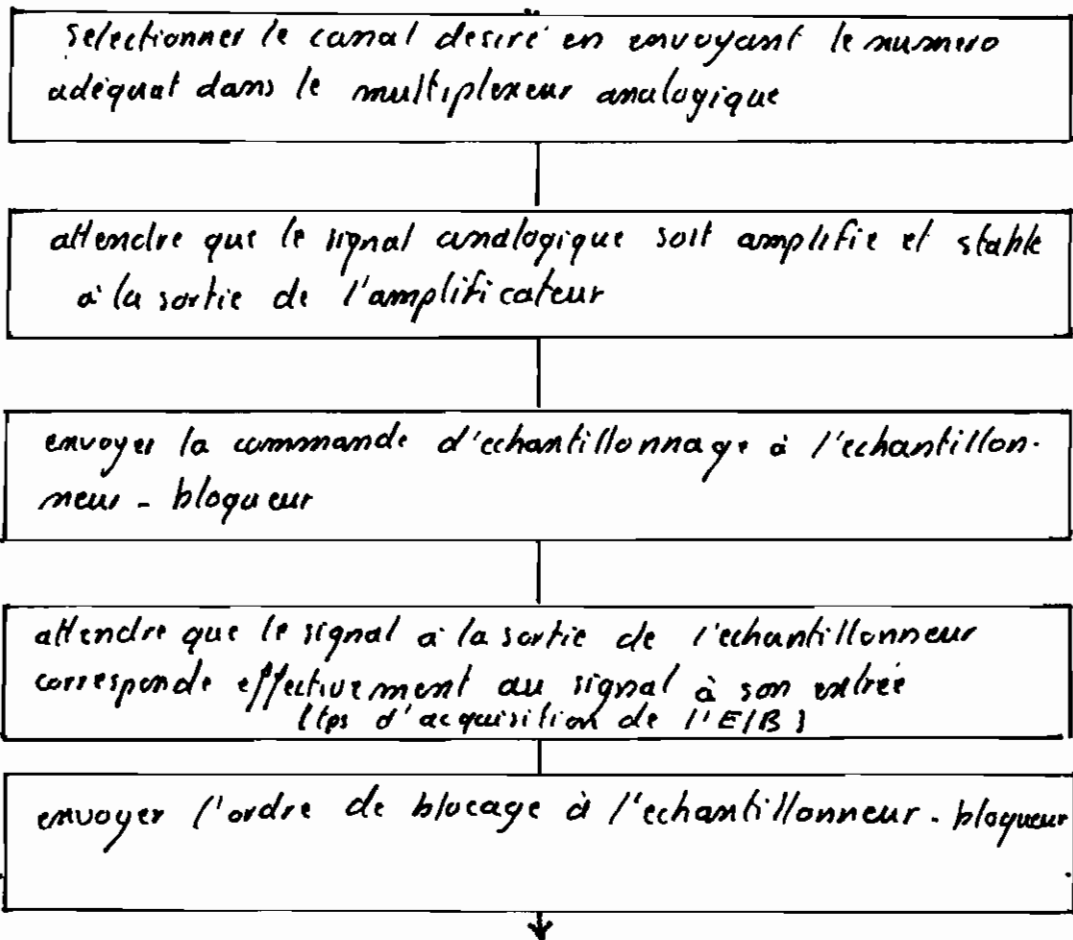 selectionner le canal desiré en envoyant le numero
adéquat dans le multiplexeur analogique
attendre que le signal analogique soit amplifie et stable
à la sortie de l'amplificateur
envoyer la commande d'echantillonnage à l'echantillon-
neur - bloqueur
attendre que le signal à la sortie de l'echantillonneur
corresponde effectivement au signal à son entrée
(tps d'acquisition de l'E/B)
envoyer l'ordre de blocage à l'echantillonneur - bloqueur